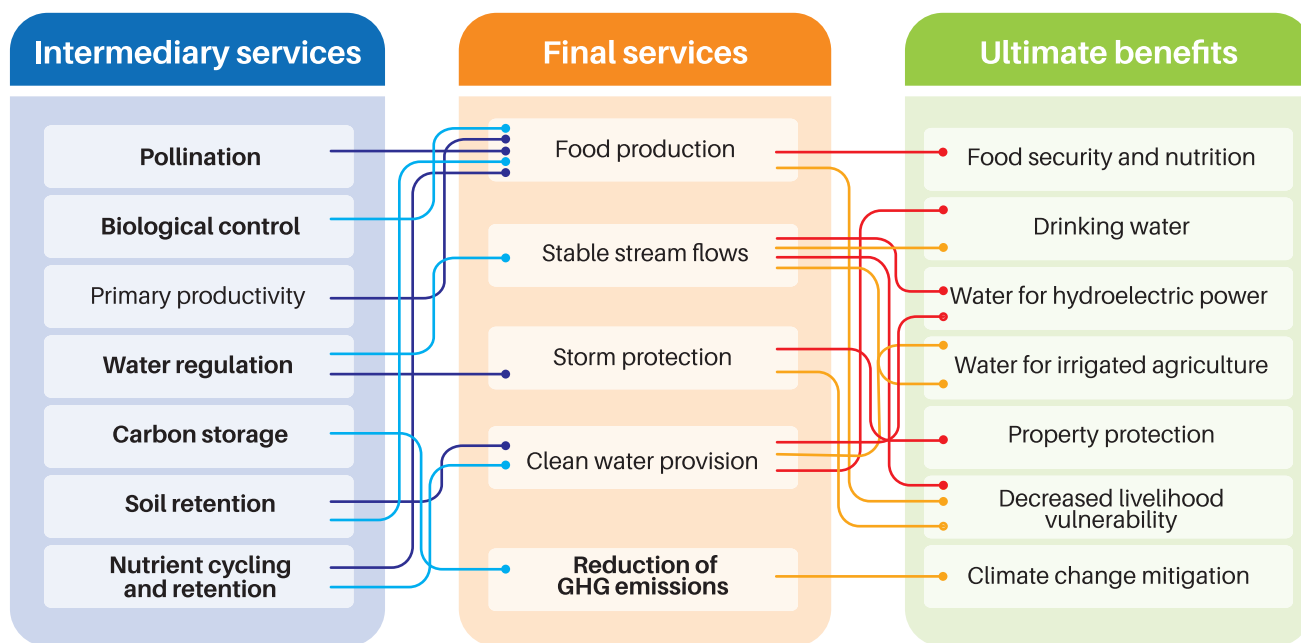 Intermediary services
Pollination
Biological control
Primary productivity
Water regulation
Carbon storage
Soil retention
Nutrient cycling
and retention
Final services
Food production
Stable stream flows
Storm protection
Clean water provision
Reduction of
GHG emissions
Ultimate benefits
Food security and nutrition
Drinking water
Water for hydroelectric power
Water for irrigated agriculture
Property protection
Decreased livelihood
vulnerability
Climate change mitigation